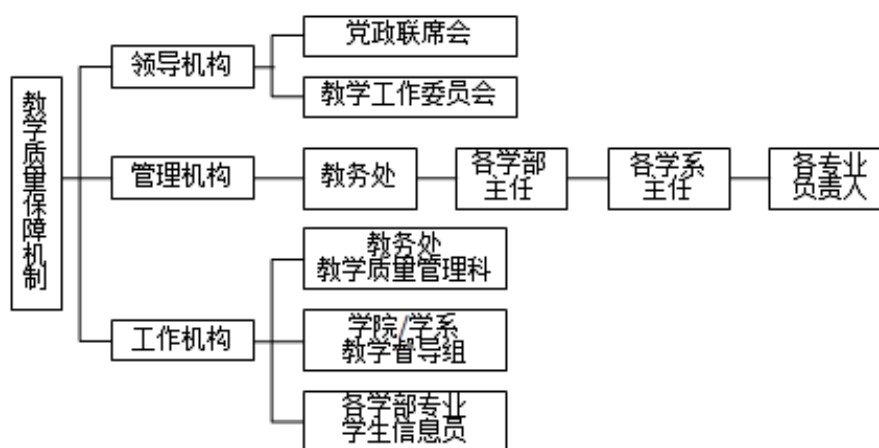 教学质量保障机制
领导机构
党政联席会
教学工作委员会
管理机构
教务处
各学部
主任
各学系
主任
各专业
负责人
工作机构
教务处
教学质量管理科
学院/学系
教学督导组
各学部专业
学生信息员